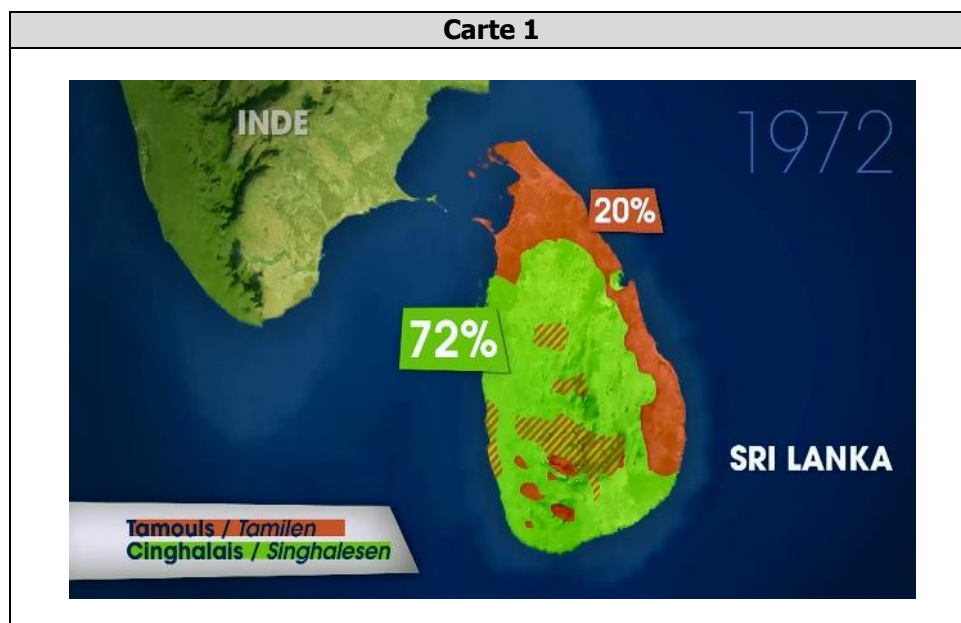 Carte 1
INDE
1972
20%
72%
SRI LANKA
Tamouls / Tamilen
Cinghalais / Singhalesen